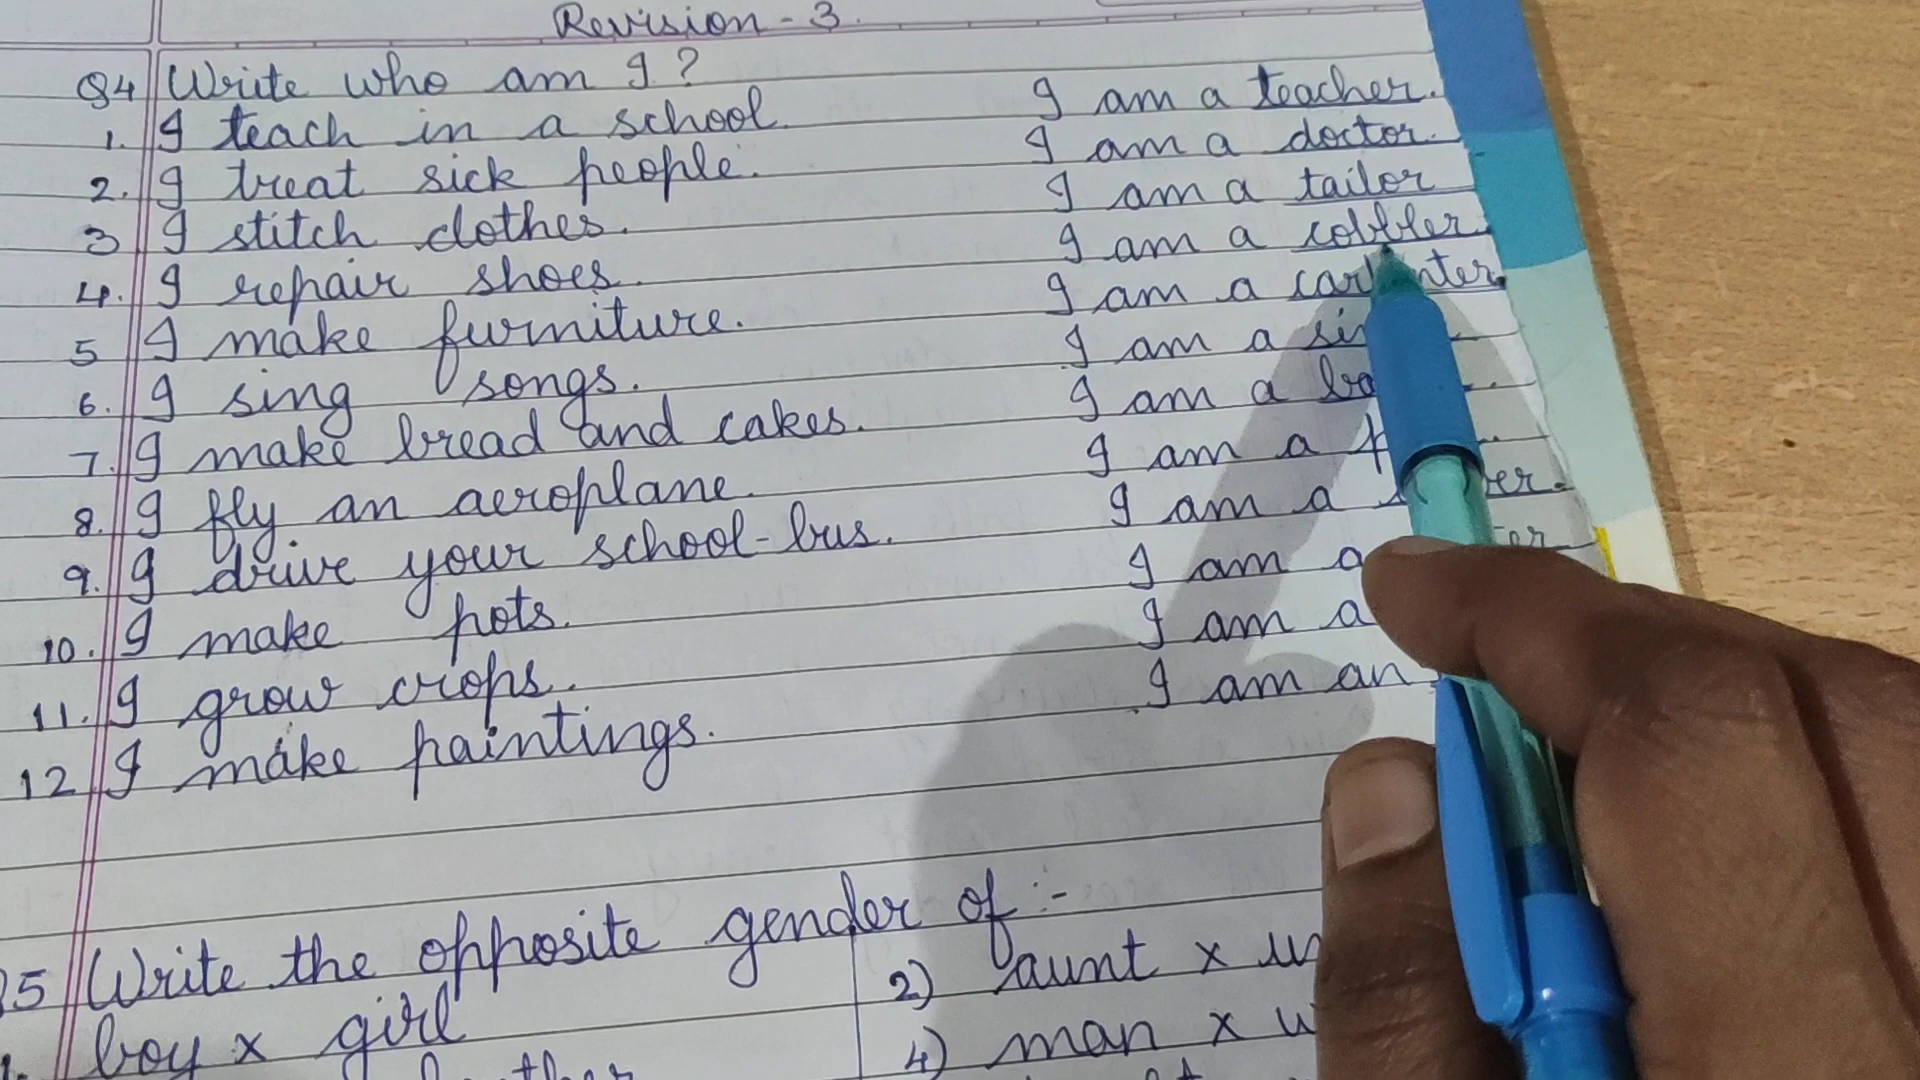 Revision - 3.
Q4 Write who am I ?
1. I teach in a school. I am a teacher.
2. I treat sick people. I am a doctor.
3 I stitch clothes. I am a tailor
4. I repair shoes. I am a cobbler.
5 I make furniture. I am a
6. I sing songs. I am a
7. I make bread and cakes. I am a
8. I fly an aeroplane. I am a
9. I drive your school-bus. I am a
10. I make pots. I am a
11. I grow crops. I am a
12 I make paintings. I am an
Write the opposite gender of :-
boy x girl 2) aunt x
4) man x